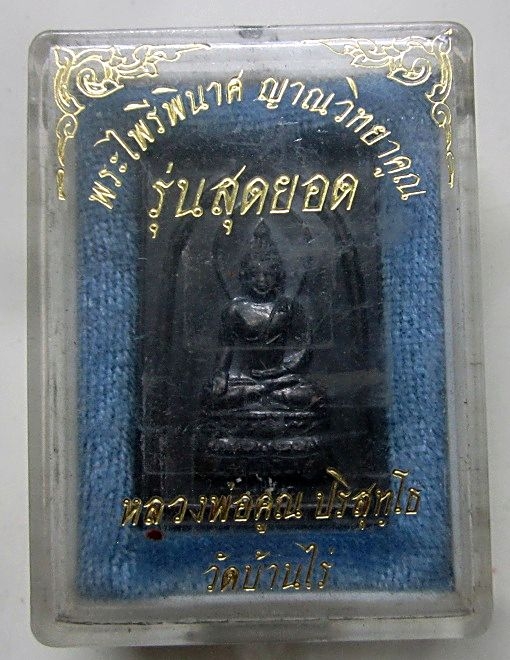 พระไพรีพินาศ ญาณวิทยาคูณ
รุ่นสุดยอด
หลวงพ่อคูณ ปริสุทฺโธ
วัดบ้านไร่